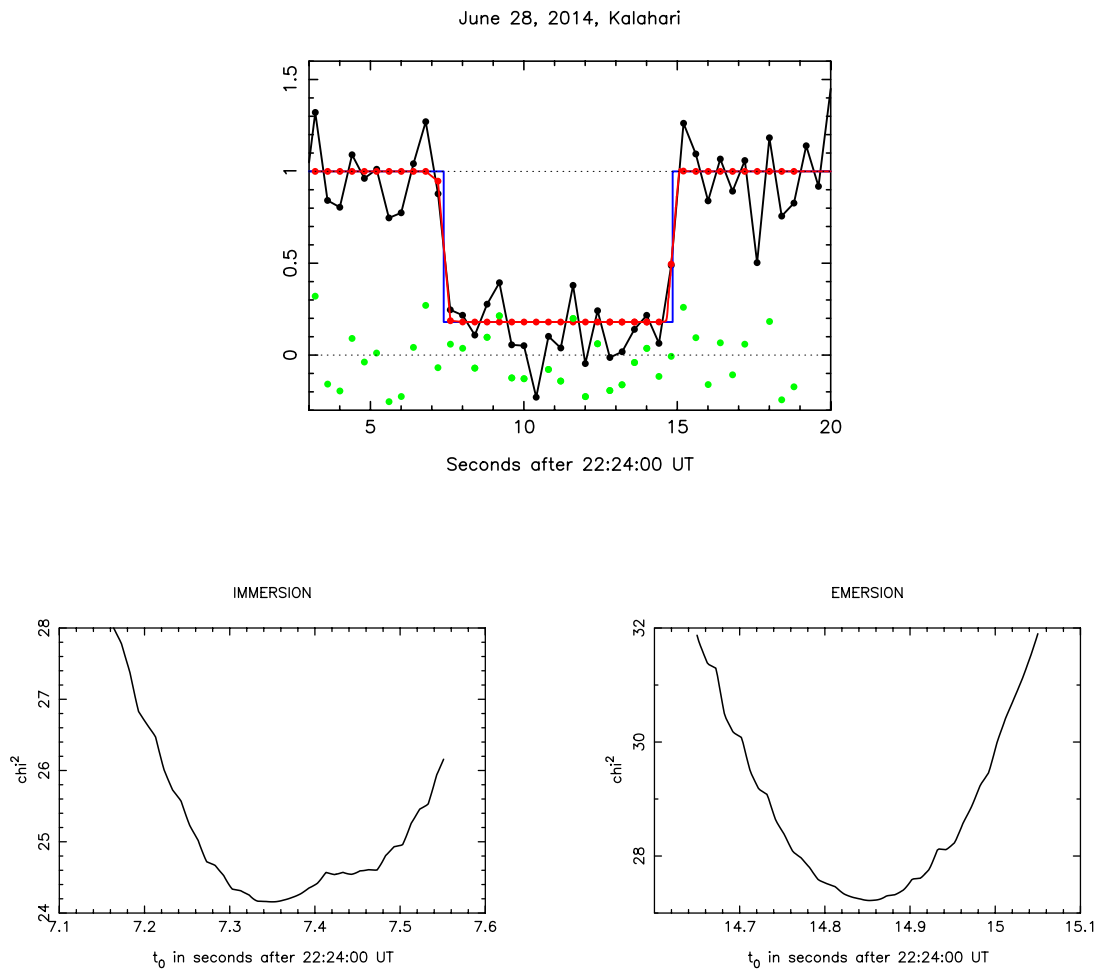 June 28, 2014, Kalahari
1.5
1
0.5
0
5 10 15 20
Seconds after 22:24:00 UT
IMMERSION
28
27
26
25
24
chi²
7.1 7.2 7.3 7.4 7.5 7.6
t₀ in seconds after 22:24:00 UT
EMERSION
32
30
28
chi²
14.7 14.8 14.9 15 15.1
t₀ in seconds after 22:24:00 UT